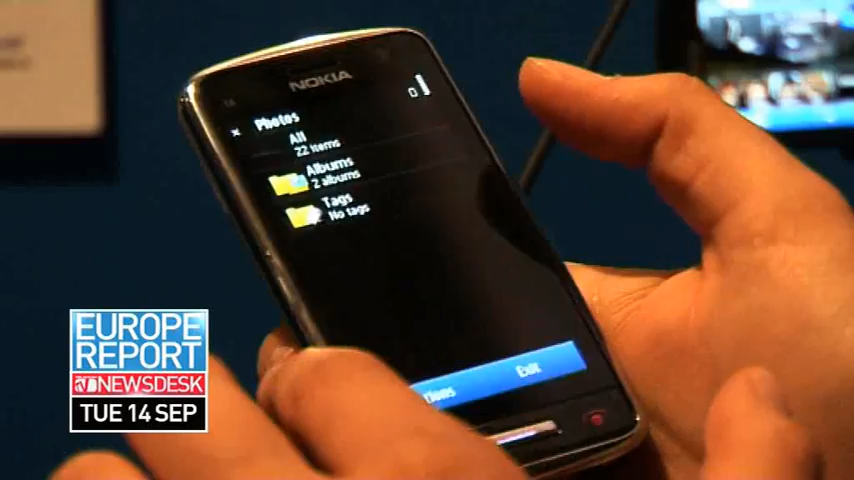 NOKIA
Photos
All
22 items
Albums
2 albums
Tags
No tags
Exit
EUROPE
REPORT
NEWSDESK
TUE 14 SEP